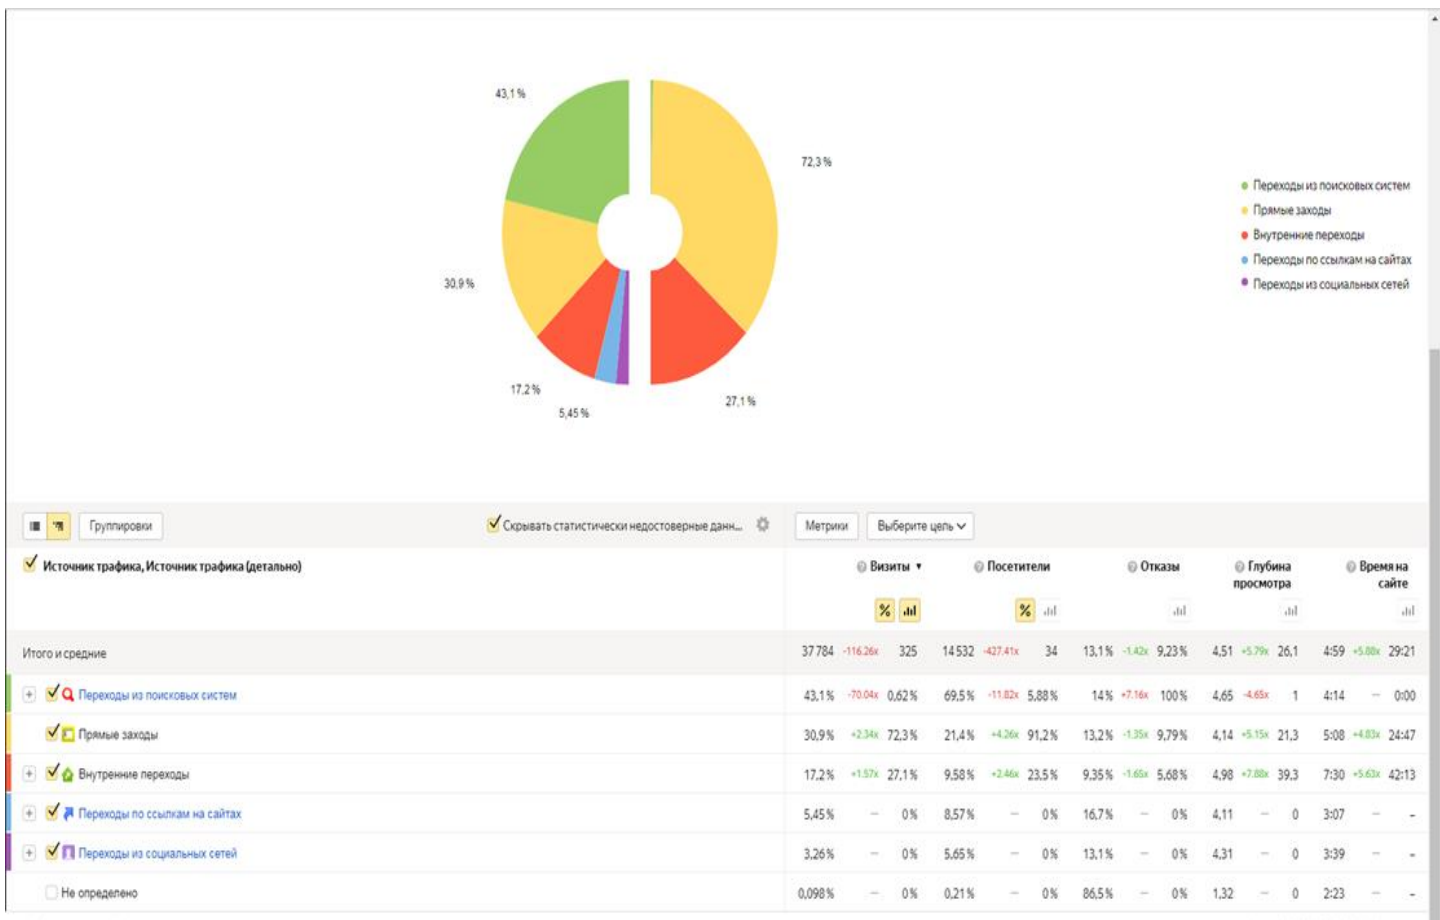 43,1 %
72,3 %
Переходы из поисковых систем
Прямые заходы
Внутренние переходы
Переходы по ссылкам на сайтах
Переходы из социальных сетей
30,9 %
17,2 %
27,1 %
5,45 %
Группировки Скрывать статистически недостоверные данн... Метрики Выберите цель
Источник трафика, Источник трафика (детально) Визиты ▼ Посетители Отказы Глубина просмотра Время на сайте
% %
Итого и средние 37 784 -116.26x 325 14 532 -427.41x 34 13,1 % -1.42x 9,23 % 4,51 +5.79x 26,1 4:59 +5.88x 29:21
Переходы из поисковых систем 43,1 % -70.04x 0,62 % 69,5 % -11.82x 5,88 % 14 % +7.16x 100 % 4,65 -4.65x 1 4:14 — 0:00
Прямые заходы 30,9 % +2.34x 72,3 % 21,4 % +4.26x 91,2 % 13,2 % -1.35x 9,79 % 4,14 +5.15x 21,3 5:08 +4.83x 24:47
Внутренние переходы 17,2 % +1.57x 27,1 % 9,58 % +2.46x 23,5 % 9,35 % -1.65x 5,68 % 4,98 +7.88x 39,3 7:30 +5.63x 42:13
Переходы по ссылкам на сайтах 5,45 % — 0 % 8,57 % — 0 % 16,7 % — 0 % 4,11 — 0 3:07 — -
Переходы из социальных сетей 3,26 % — 0 % 5,65 % — 0 % 13,1 % — 0 % 4,31 — 0 3:39 — -
Не определено 0,098 % — 0 % 0,21 % — 0 % 86,5 % — 0 % 1,32 — 0 2:23 — -